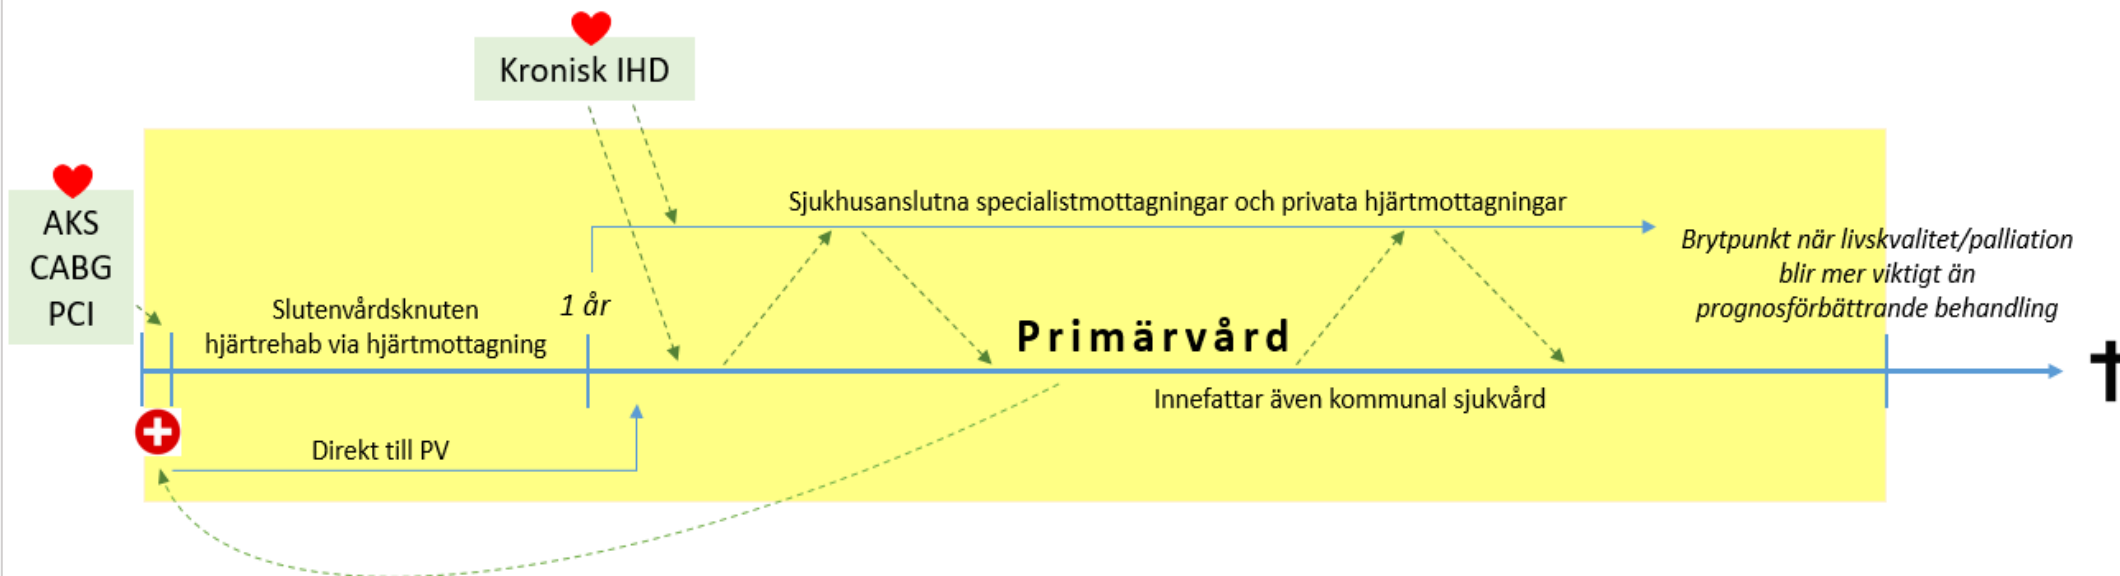 Kronisk IHD
AKS
CABG
PCI
Sjukhusanslutna specialistmottagningar och privata hjärtmottagningar
Brytpunkt när livskvalitet/palliation
blir mer viktigt än
prognosförbättrande behandling
Slutenvårdsknuten
hjärtrehab via hjärtmottagning
1 år
Primärvård
Innefattar även kommunal sjukvård
Direkt till PV